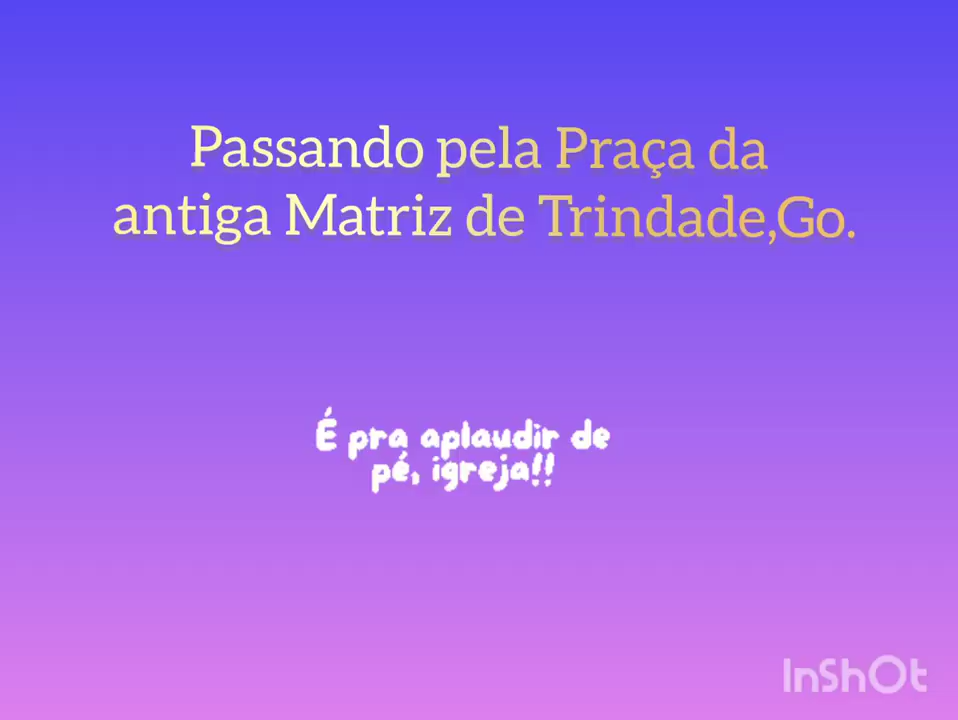 Passando pela Praça da
antiga Matriz de Trindade,Go.
É pra aplaudir de
pé, igreja!!
InShOt